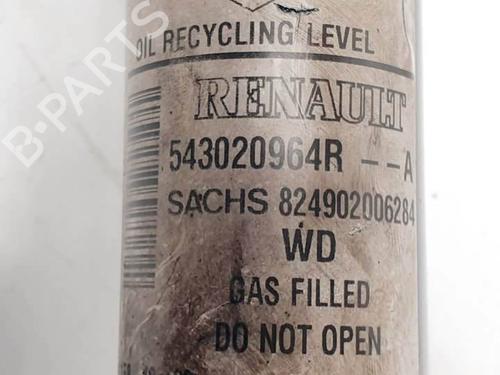 OIL RECYCLING LEVEL
RENAULT
543020964R --A
SACHS 824902006284
WD
GAS FILLED
DO NOT OPEN
B-PARTS